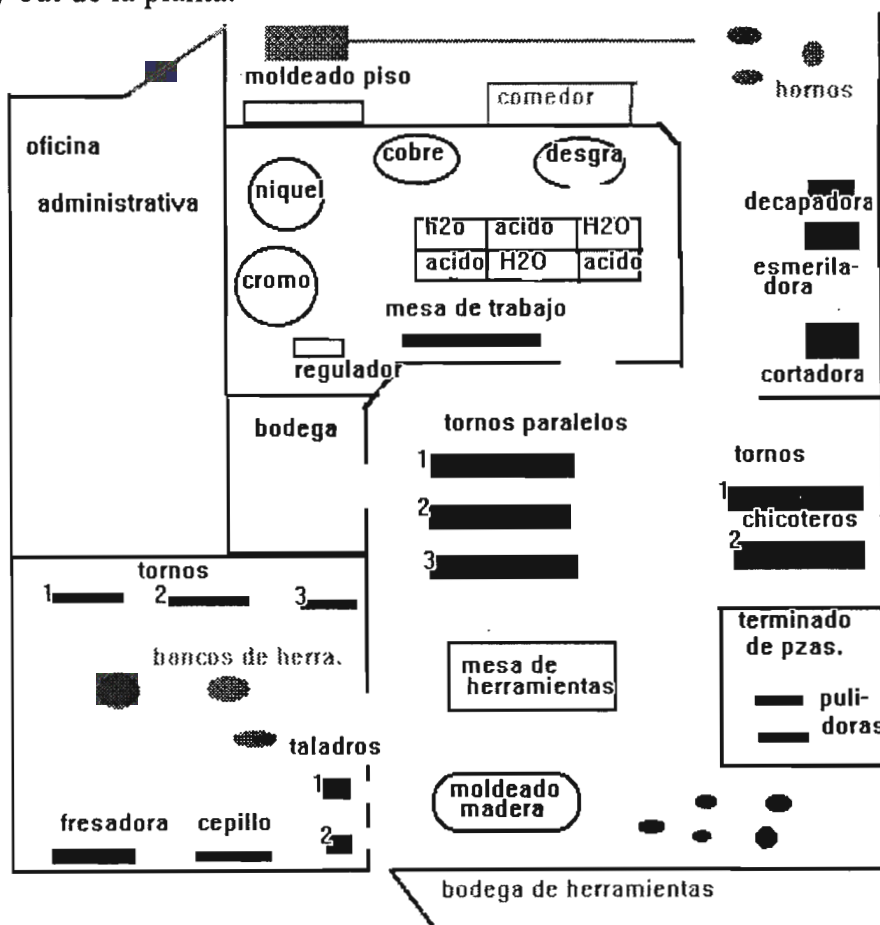 out de la planta.
moldeado piso
comedor
hornos
oficina
administrativa
cobre
desgra
niquel
decapadora
h2o acido H2O
acido H2O acido
cromo
esmerila-
dora
mesa de trabajo
regulador
cortadora
bodega
tornos paralelos
1
2
3
tornos
1
chicoteros
2
tornos
1 2 3
bancos de herra.
terminado
de pzas.
puli-
doras
mesa de
herramientas
taladros
1
2
moldeado
madera
fresadora cepillo
bodega de herramientas